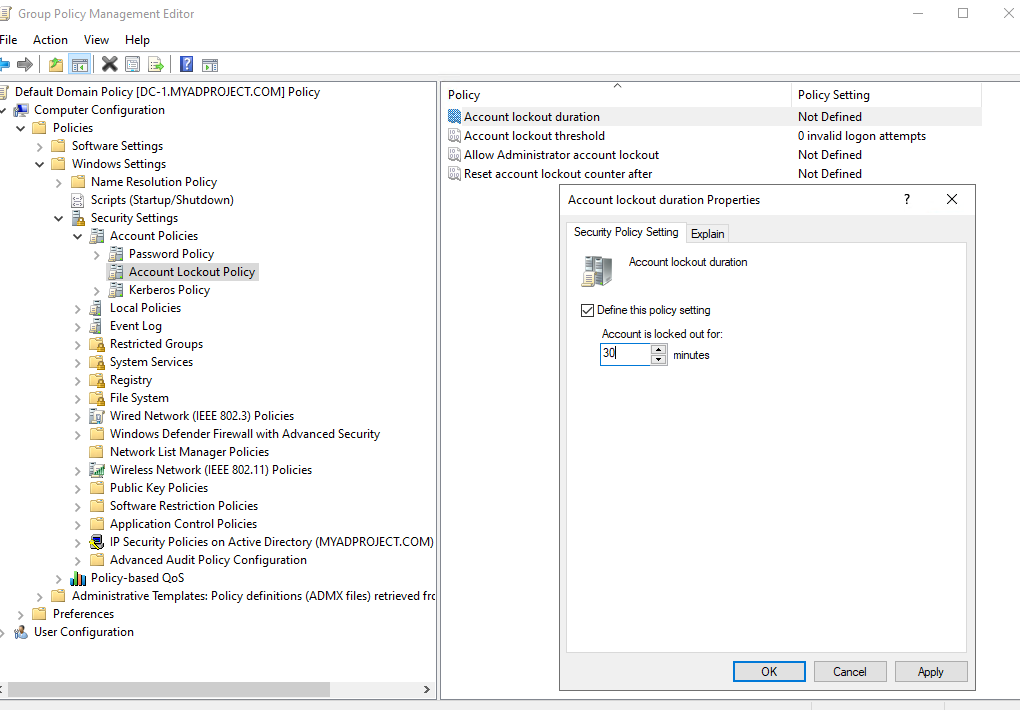 Group Policy Management Editor
File Action View Help
Default Domain Policy [DC-1.MYADPROJECT.COM] Policy
Computer Configuration
Policies
Software Settings
Windows Settings
Name Resolution Policy
Scripts (Startup/Shutdown)
Security Settings
Account Policies
Password Policy
Account Lockout Policy
Kerberos Policy
Local Policies
Event Log
Restricted Groups
System Services
Registry
File System
Wired Network (IEEE 802.3) Policies
Windows Defender Firewall with Advanced Security
Network List Manager Policies
Wireless Network (IEEE 802.11) Policies
Public Key Policies
Software Restriction Policies
Application Control Policies
IP Security Policies on Active Directory (MYADPROJECT.COM)
Advanced Audit Policy Configuration
Policy-based QoS
Administrative Templates: Policy definitions (ADMX files) retrieved frc
Preferences
User Configuration
Policy Policy Setting
Account lockout duration Not Defined
Account lockout threshold 0 invalid logon attempts
Allow Administrator account lockout Not Defined
Reset account lockout counter after Not Defined
Account lockout duration Properties ?
Security Policy Setting Explain
Account lockout duration
Define this policy setting
Account is locked out for:
30 minutes
OK Cancel Apply